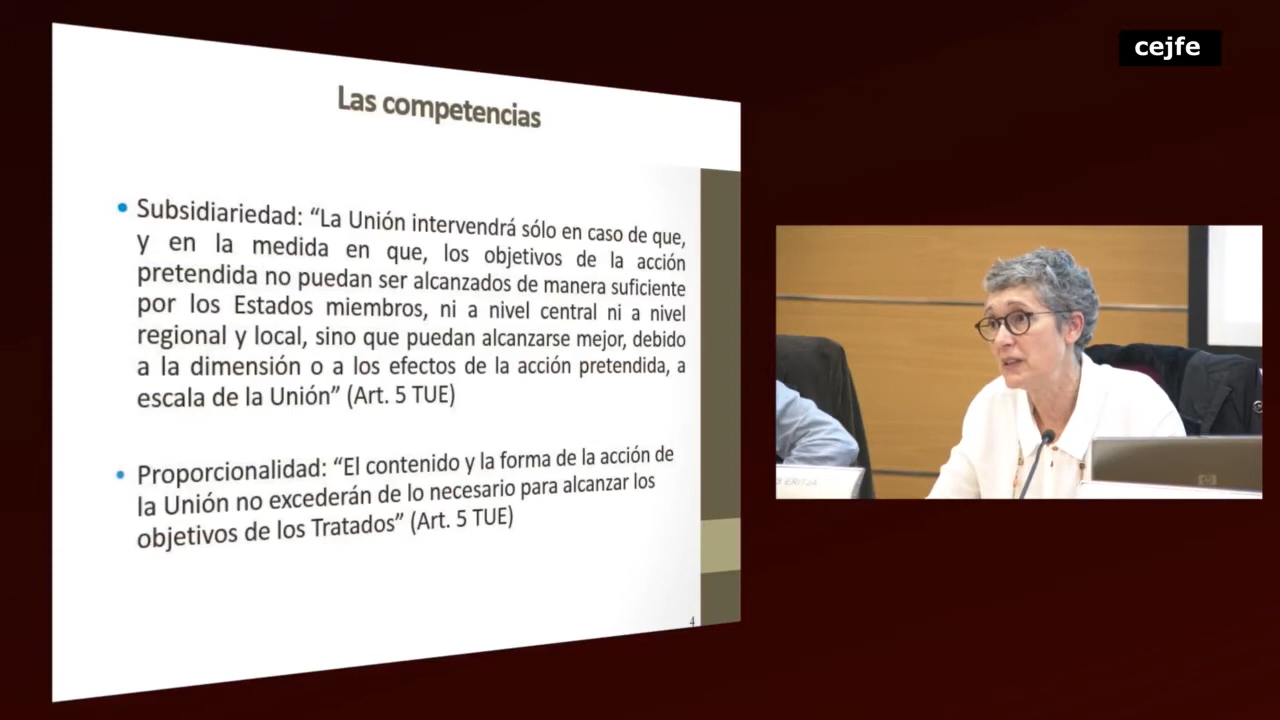 cejfe
Las competencias
• Subsidiariedad: “La Unión intervendrá sólo en caso de que,
y en la medida en que, los objetivos de la acción
pretendida no puedan ser alcanzados de manera suficiente
por los Estados miembros, ni a nivel central ni a nivel
regional y local, sino que puedan alcanzarse mejor, debido
a la dimensión o a los efectos de la acción pretendida, a
escala de la Unión” (Art. 5 TUE)
• Proporcionalidad: “El contenido y la forma de la acción de
la Unión no excederán de lo necesario para alcanzar los
objetivos de los Tratados” (Art. 5 TUE)
4
hp